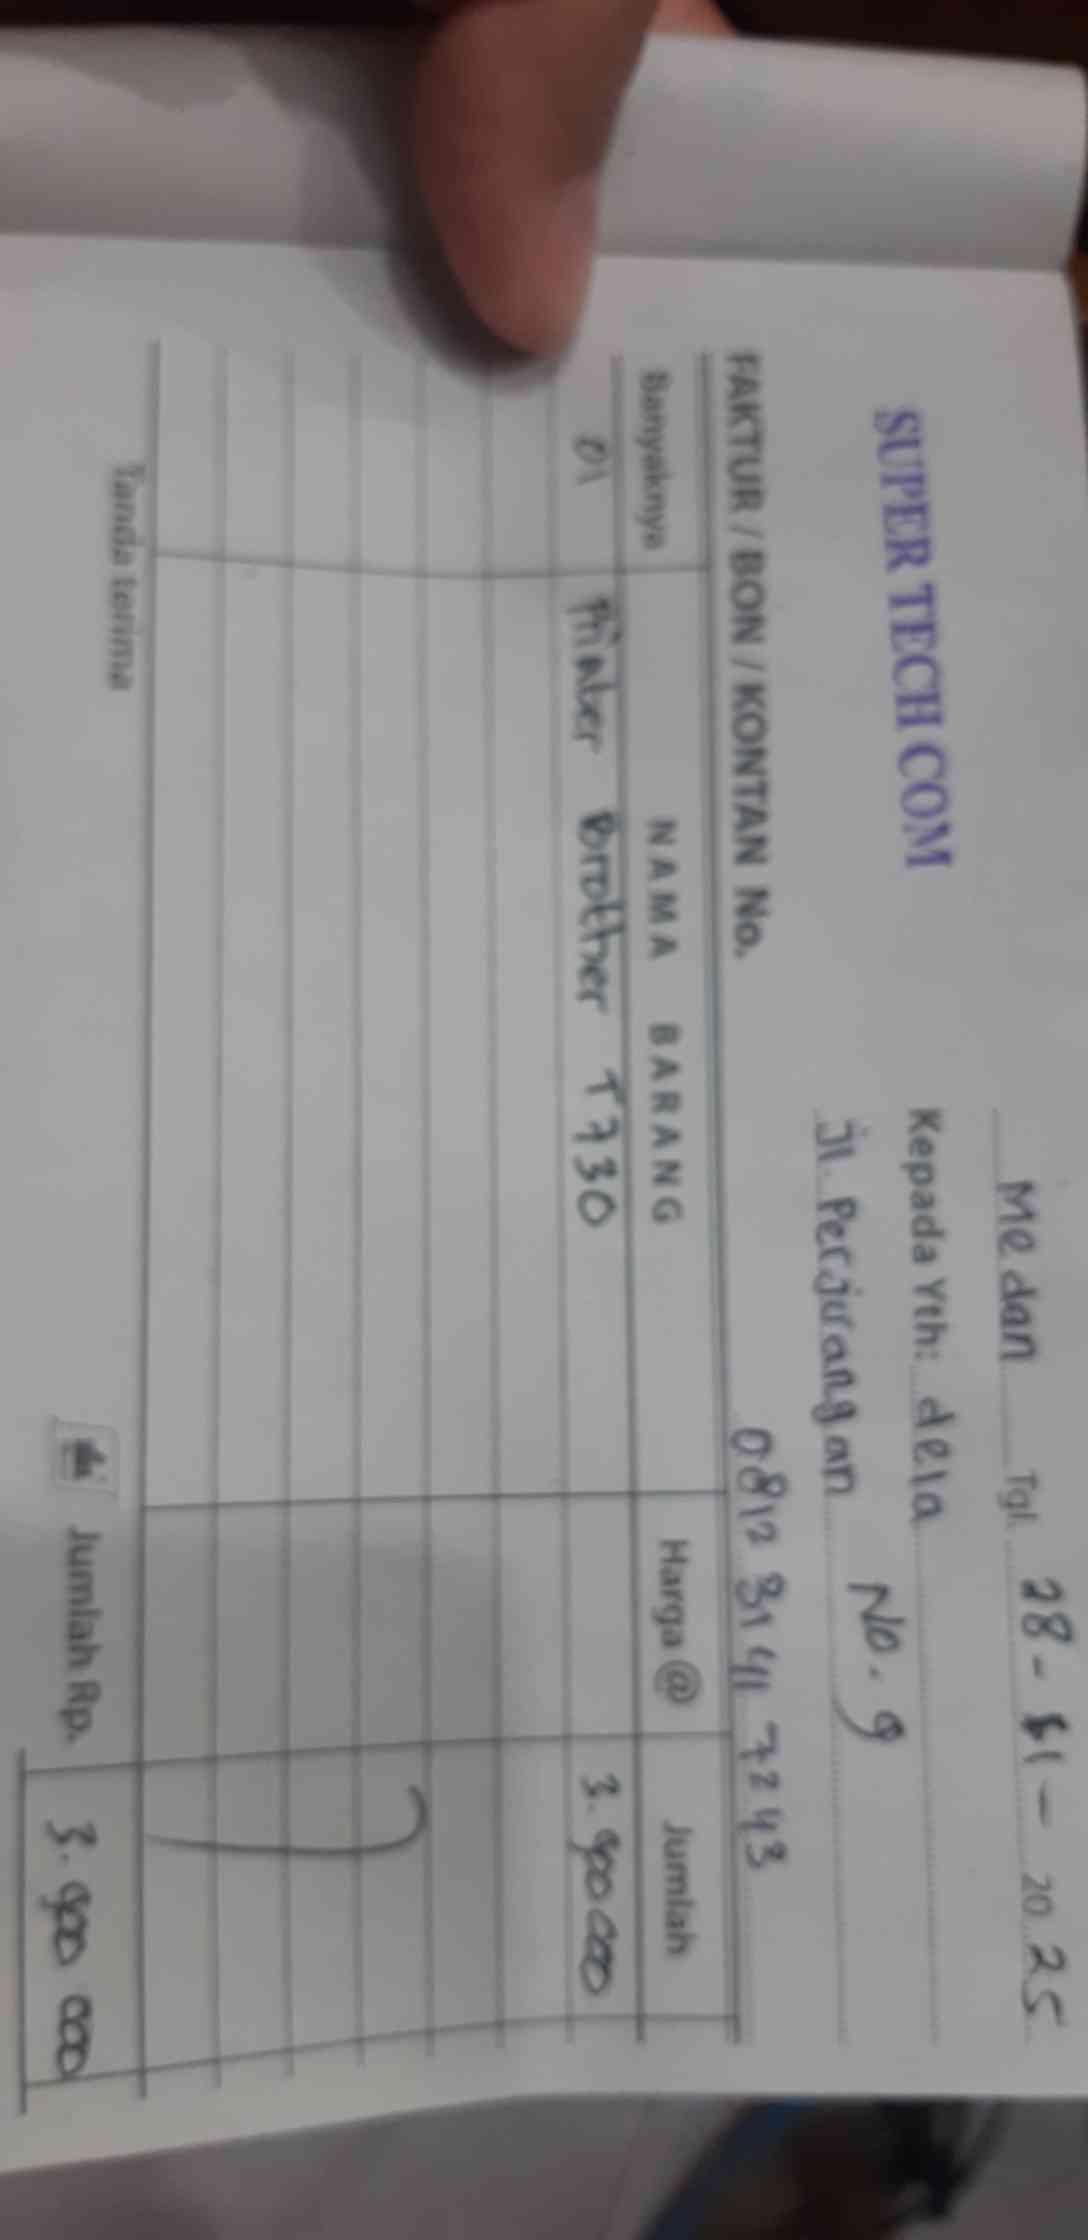 SUPER TECH COM
Medan Tgl. 28-11-2025
Kepada Yth: dela
Jl. Perjuangan No. 9
0812 3141 7243
FAKTUR / BON / KONTAN No.
Banyaknya NAMA BARANG Harga @ Jumlah
01 Printer Brother T730 3.900 000
Tanda terima Jumlah Rp. 3.900 000